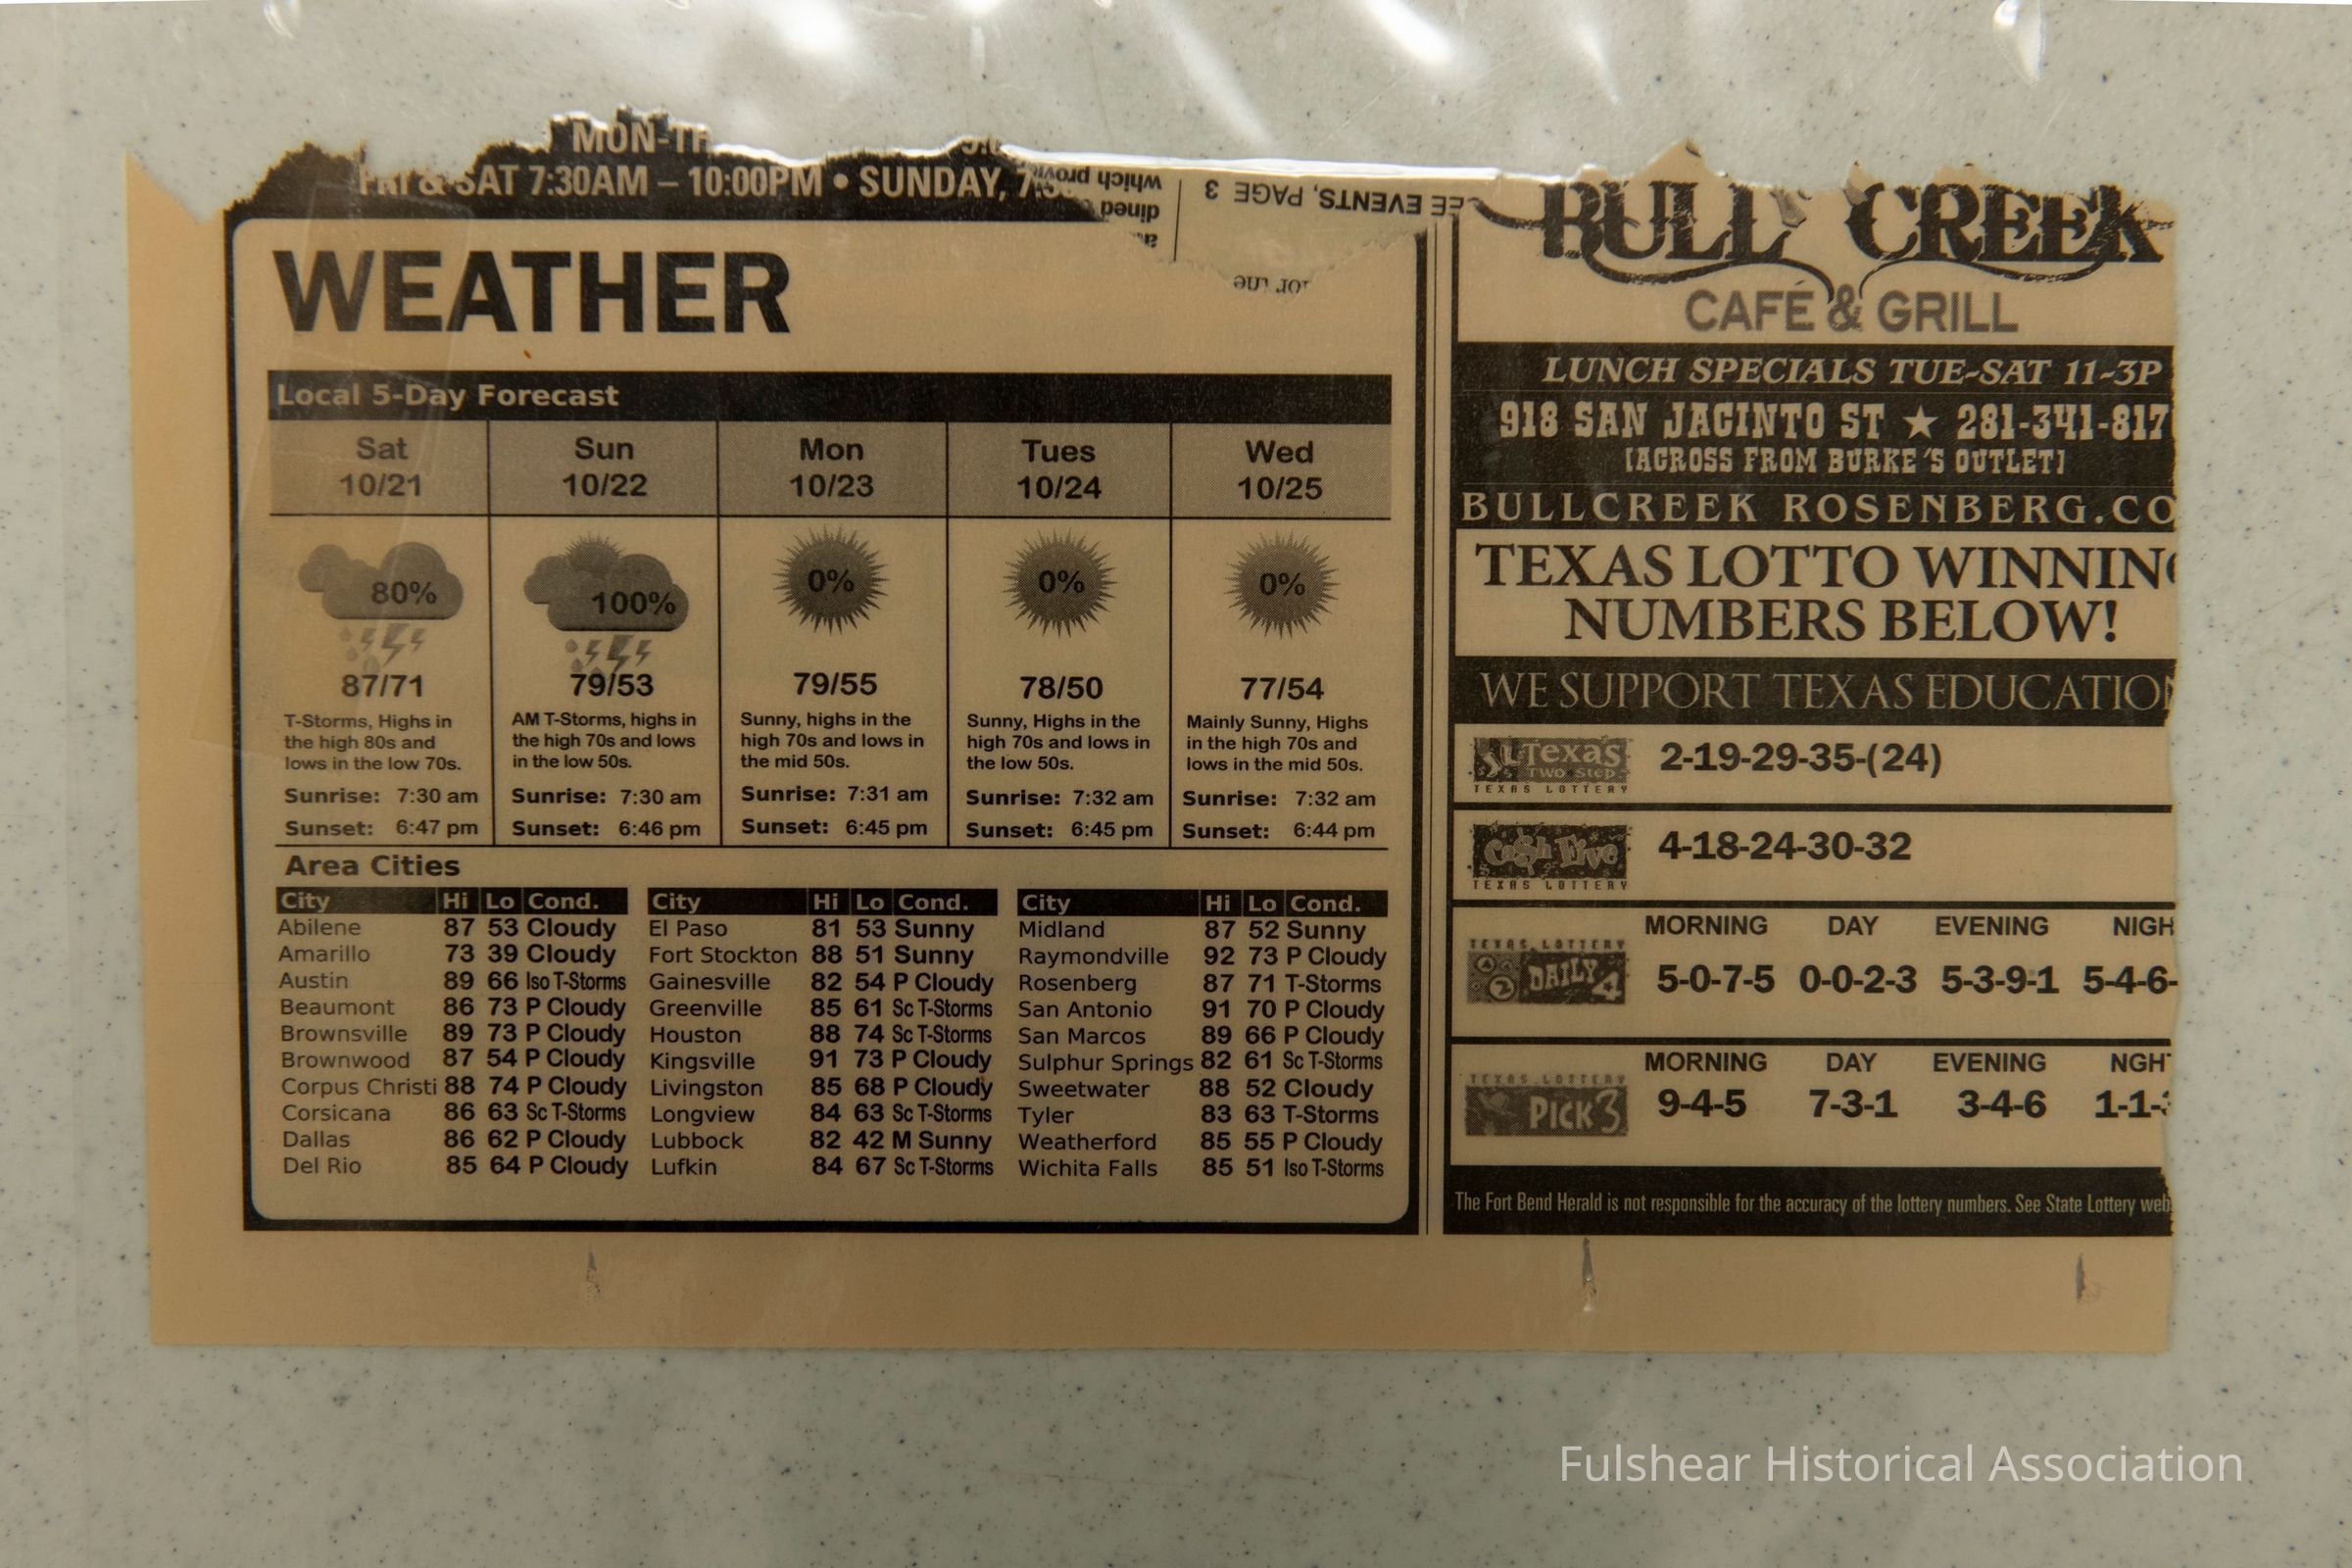 MON-TH
FRI & SAT 7:30AM – 10:00PM • SUNDAY,
which
dined
EE EVENTS, PAGE 3
for the
WEATHER
Local 5-Day Forecast
Sat Sun Mon Tues Wed
10/21 10/22 10/23 10/24 10/25
80% 100% 0% 0% 0%
87/71 79/53 79/55 78/50 77/54
T-Storms, Highs in
the high 80s and
lows in the low 70s.
Sunrise: 7:30 am
Sunset: 6:47 pm
AM T-Storms, highs in
the high 70s and lows
in the low 50s.
Sunrise: 7:30 am
Sunset: 6:46 pm
Sunny, highs in the
high 70s and lows in
the mid 50s.
Sunrise: 7:31 am
Sunset: 6:45 pm
Sunny, Highs in the
high 70s and lows in
the low 50s.
Sunrise: 7:32 am
Sunset: 6:45 pm
Mainly Sunny, Highs
in the high 70s and
lows in the mid 50s.
Sunrise: 7:32 am
Sunset: 6:44 pm
Area Cities
City Hi Lo Cond.
Abilene 87 53 Cloudy
Amarillo 73 39 Cloudy
Austin 89 66 Iso T-Storms
Beaumont 86 73 P Cloudy
Brownsville 89 73 P Cloudy
Brownwood 87 54 P Cloudy
Corpus Christi 88 74 P Cloudy
Corsicana 86 63 Sc T-Storms
Dallas 86 62 P Cloudy
Del Rio 85 64 P Cloudy
City Hi Lo Cond.
El Paso 81 53 Sunny
Fort Stockton 88 51 Sunny
Gainesville 82 54 P Cloudy
Greenville 85 61 Sc T-Storms
Houston 88 74 Sc T-Storms
Kingsville 91 73 P Cloudy
Livingston 85 68 P Cloudy
Longview 84 63 Sc T-Storms
Lubbock 82 42 M Sunny
Lufkin 84 67 Sc T-Storms
City Hi Lo Cond.
Midland 87 52 Sunny
Raymondville 92 73 P Cloudy
Rosenberg 87 71 T-Storms
San Antonio 91 70 P Cloudy
San Marcos 89 66 P Cloudy
Sulphur Springs 82 61 Sc T-Storms
Sweetwater 88 52 Cloudy
Tyler 83 63 T-Storms
Weatherford 85 55 P Cloudy
Wichita Falls 85 51 Iso T-Storms
BULL CREEK
CAFÉ & GRILL
LUNCH SPECIALS TUE-SAT 11-3P
918 SAN JACINTO ST ★ 281-341-817
[ACROSS FROM BURKE'S OUTLET]
BULLCREEK ROSENBERG.CO
TEXAS LOTTO WINNING
NUMBERS BELOW!
WE SUPPORT TEXAS EDUCATION
Texas
TWO STEP
TEXAS LOTTERY
2-19-29-35-(24)
Cash Five
TEXAS LOTTERY
4-18-24-30-32
MORNING DAY EVENING NIGH
TEXAS LOTTERY
DAILY 4
5-0-7-5 0-0-2-3 5-3-9-1 5-4-6-
MORNING DAY EVENING NGHT
TEXAS LOTTERY
PICK 3
9-4-5 7-3-1 3-4-6 1-1-
The Fort Bend Herald is not responsible for the accuracy of the lottery numbers. See State Lottery web
Fulshear Historical Association